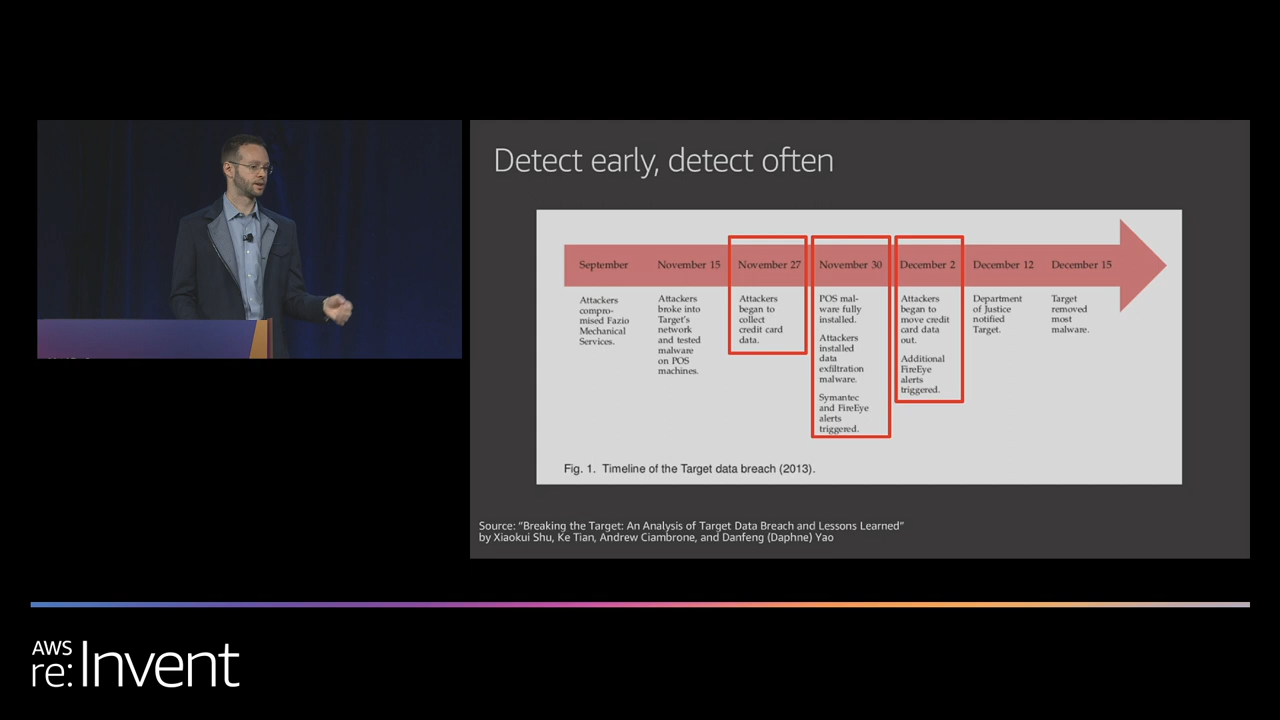 Detect early, detect often
September
November 15
November 27
November 30
December 2
December 12
December 15
Attackers
compro-
mised Fazio
Mechanical
Services.
Attackers
broke into
Target's
network
and tested
malware
on POS
machines.
Attackers
began to
collect
credit card
data.
POS mal-
ware fully
installed.
Attackers
installed
data
exfiltration
malware.
Symantec
and FireEye
alerts
triggered.
Attackers
began to
move credit
card data
out.
Additional
FireEye
alerts
triggered.
Department
of Justice
notified
Target.
Target
removed
most
malware.
Fig. 1. Timeline of the Target data breach (2013).
Source: "Breaking the Target: An Analysis of Target Data Breach and Lessons Learned"
by Xiaokui Shu, Ke Tian, Andrew Ciambrone, and Danfeng (Daphne) Yao
AWS
re:Invent